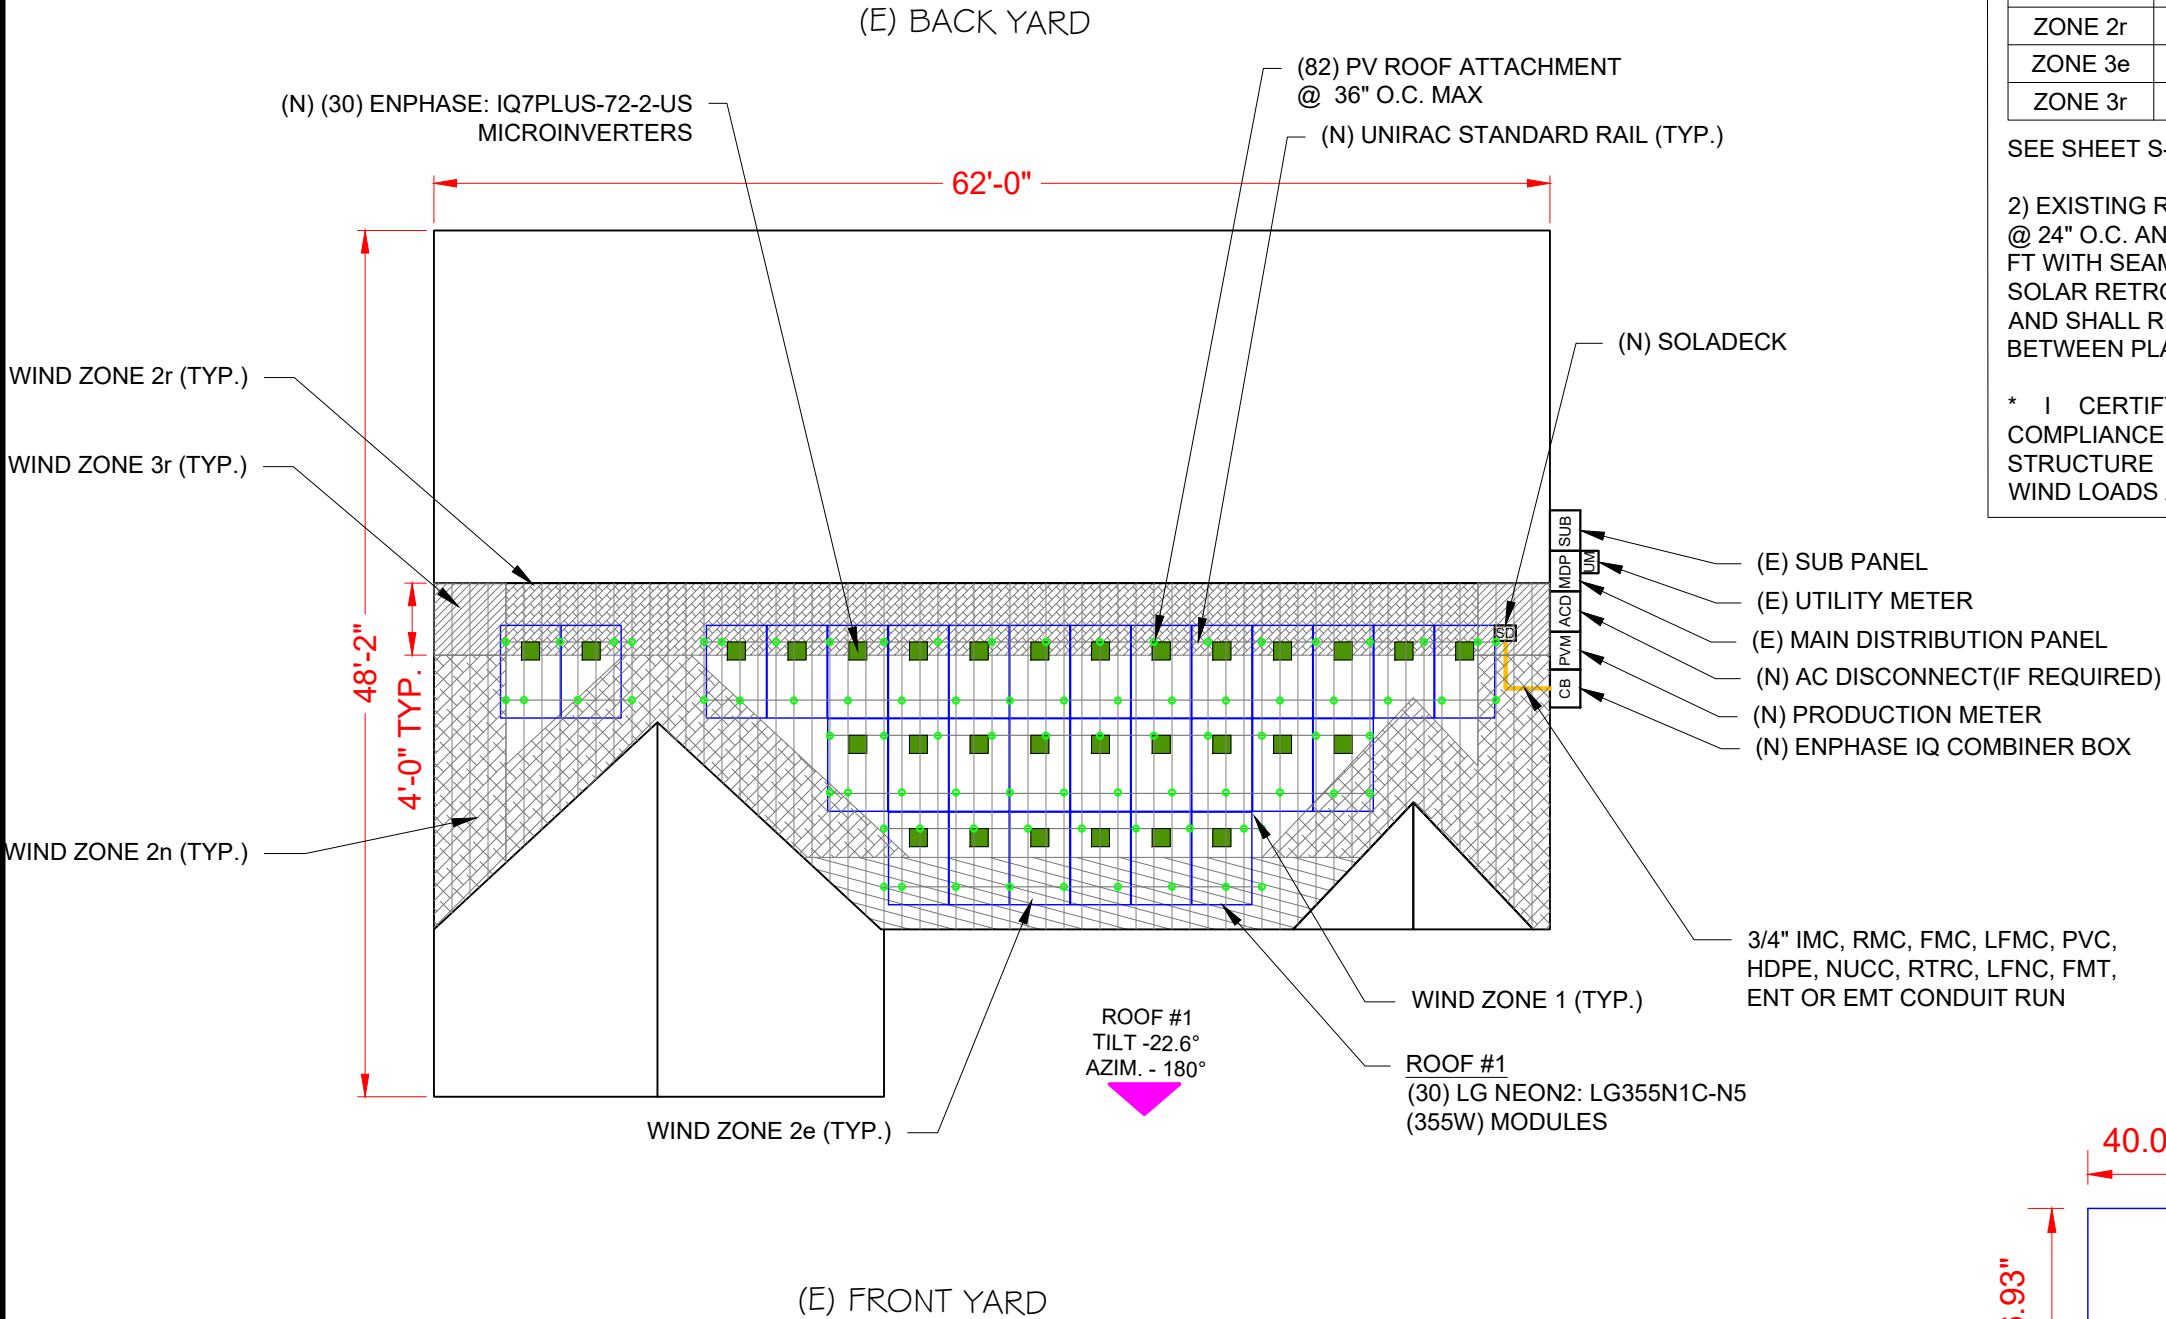 (E) BACK YARD
(N) (30) ENPHASE: IQ7PLUS-72-2-US
MICROINVERTERS
(82) PV ROOF ATTACHMENT
@ 36" O.C. MAX
(N) UNIRAC STANDARD RAIL (TYP.)
62'-0"
48'-2"
4'-0" TYP.
WIND ZONE 2r (TYP.)
WIND ZONE 3r (TYP.)
WIND ZONE 2n (TYP.)
(N) SOLADECK
SUB
MDP
UM
ACD
PVM
CB
(E) SUB PANEL
(E) UTILITY METER
(E) MAIN DISTRIBUTION PANEL
(N) AC DISCONNECT(IF REQUIRED)
(N) PRODUCTION METER
(N) ENPHASE IQ COMBINER BOX
3/4" IMC, RMC, FMC, LFMC, PVC,
HDPE, NUCC, RTRC, LFNC, FMT,
ENT OR EMT CONDUIT RUN
WIND ZONE 1 (TYP.)
ROOF #1
TILT -22.6°
AZIM. - 180°
ROOF #1
(30) LG NEON2: LG355N1C-N5
(355W) MODULES
WIND ZONE 2e (TYP.)
(E) FRONT YARD
ZONE 2r
ZONE 3e
ZONE 3r
SEE SHEET S-
2) EXISTING R
@ 24" O.C. AN
FT WITH SEAM
SOLAR RETRO
AND SHALL R
BETWEEN PLA
* I CERTIFY
COMPLIANCE
STRUCTURE
WIND LOADS
40.0
.93"